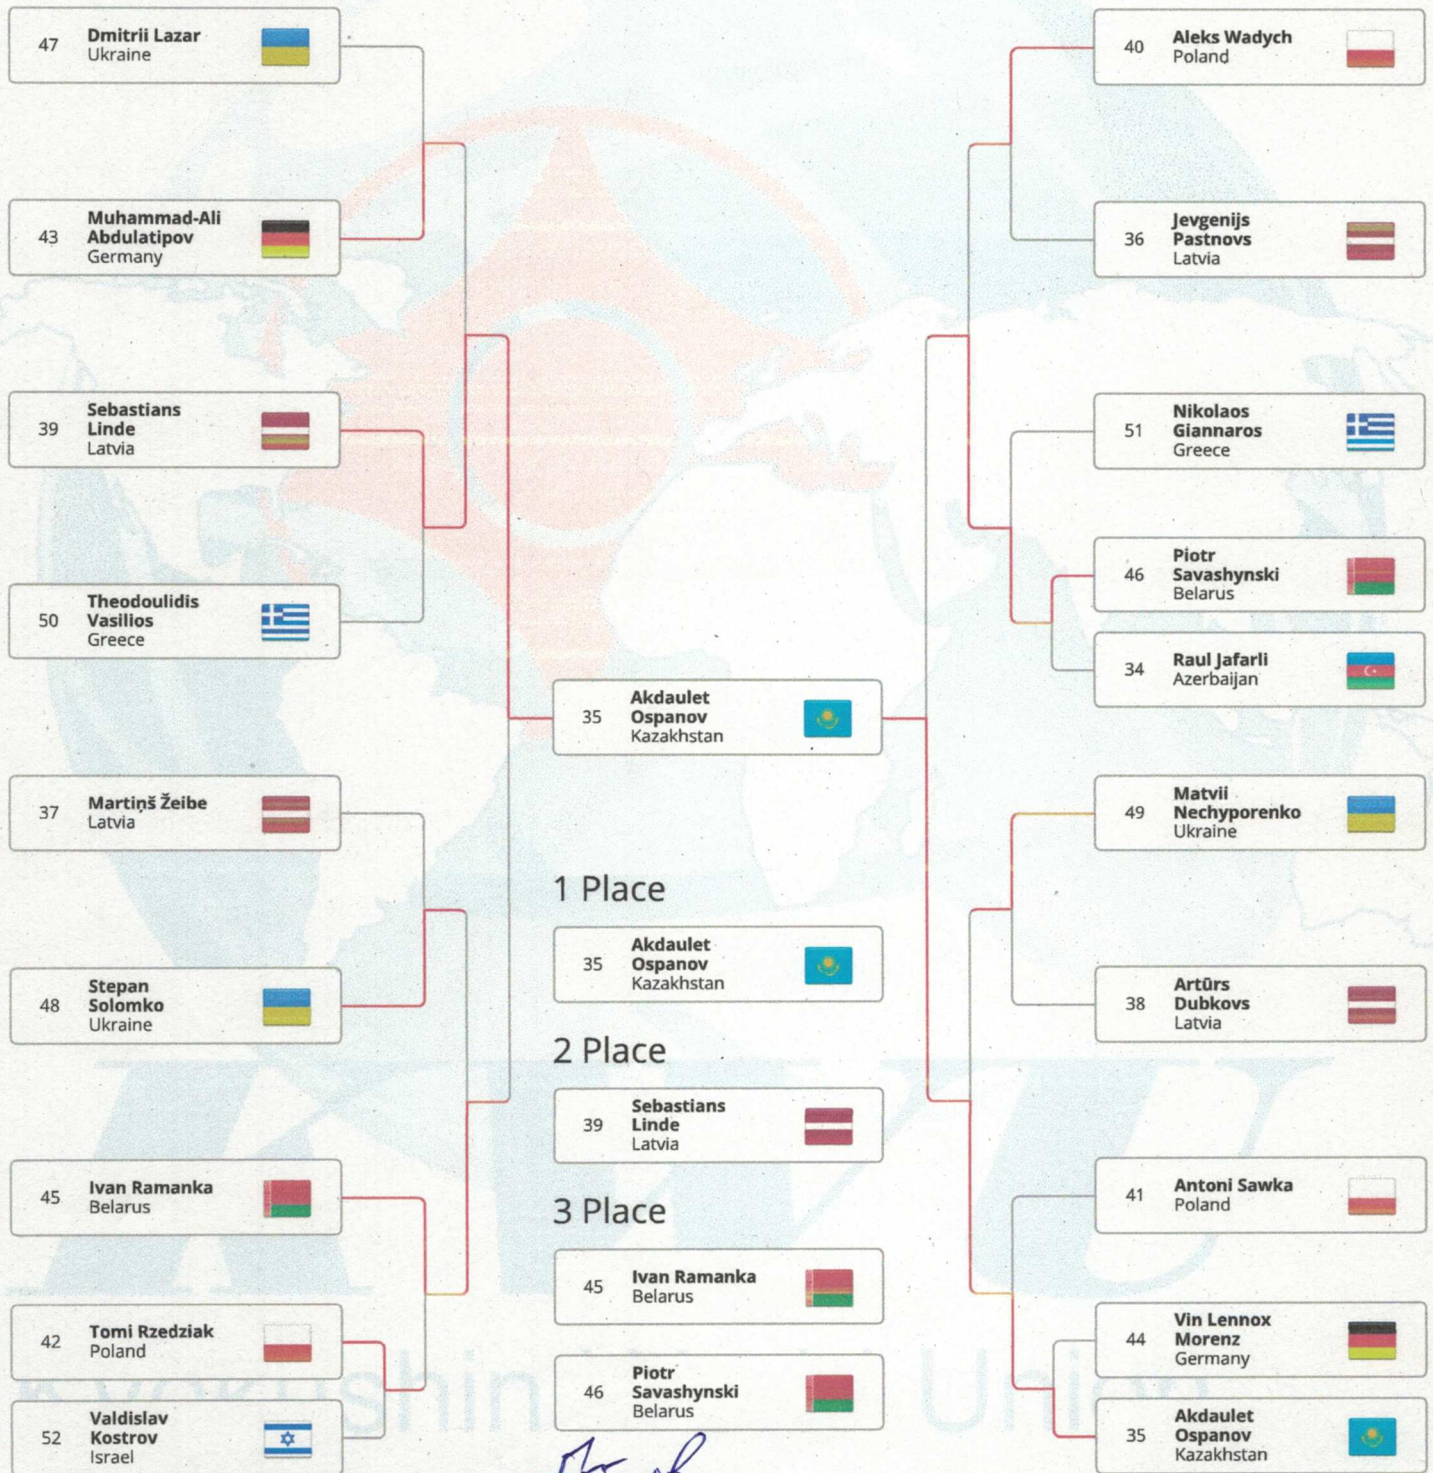 47
Dmitrii Lazar
Ukraine
43
Muhammad-Ali
Abdulatipov
Germany
39
Sebastians
Linde
Latvia
50
Theodoulidis
Vasilios
Greece
37
Martiņš Žeibe
Latvia
48
Stepan
Solomko
Ukraine
45
Ivan Ramanka
Belarus
42
Tomi Rzedziak
Poland
52
Valdislav
Kostrov
Israel
35
Akdaulet
Ospanov
Kazakhstan
1 Place
35
Akdaulet
Ospanov
Kazakhstan
2 Place
39
Sebastians
Linde
Latvia
3 Place
45
Ivan Ramanka
Belarus
46
Piotr
Savashynski
Belarus
40
Aleks Wadych
Poland
36
Jevgenijs
Pastnovs
Latvia
51
Nikolaos
Giannaros
Greece
46
Piotr
Savashynski
Belarus
34
Raul Jafarli
Azerbaijan
49
Matvii
Nechyporenko
Ukraine
38
Artūrs
Dubkovs
Latvia
41
Antoni Sawka
Poland
44
Vin Lennox
Morenz
Germany
35
Akdaulet
Ospanov
Kazakhstan
KWU